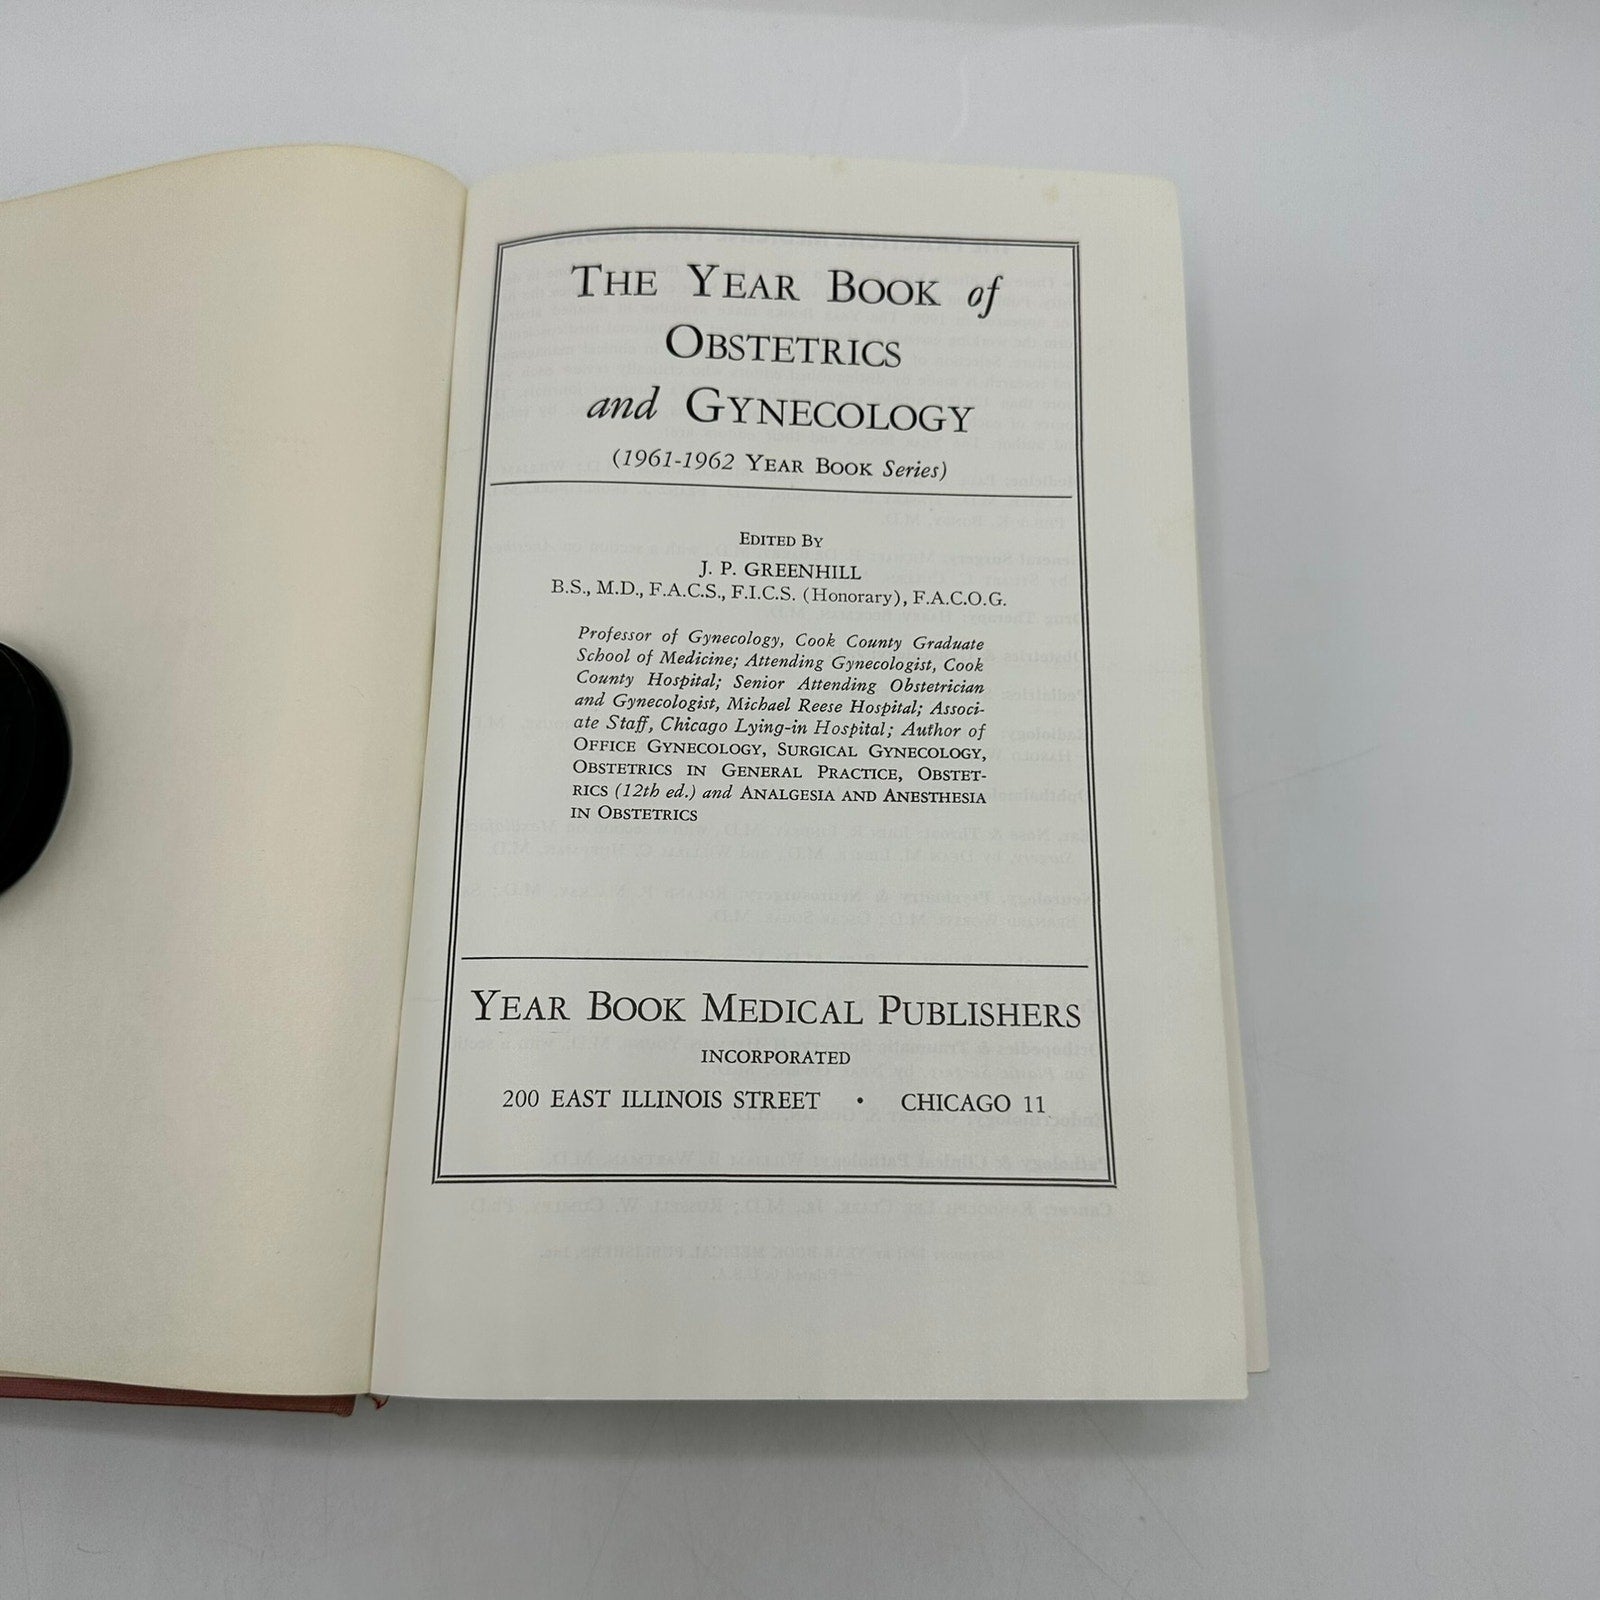 THE YEAR BOOK of
OBSTETRICS
and GYNECOLOGY
(1961-1962 YEAR BOOK Series)
EDITED BY
J. P. GREENHILL
B.S., M.D., F.A.C.S., F.I.C.S. (Honorary), F.A.C.O.G.
Professor of Gynecology, Cook County Graduate
School of Medicine; Attending Gynecologist, Cook
County Hospital; Senior Attending Obstetrician
and Gynecologist, Michael Reese Hospital; Associ-
ate Staff, Chicago Lying-in Hospital; Author of
OFFICE GYNECOLOGY, SURGICAL GYNECOLOGY,
OBSTETRICS IN GENERAL PRACTICE, OBSTET-
RICS (12th ed.) and ANALGESIA AND ANESTHESIA
IN OBSTETRICS
YEAR BOOK MEDICAL PUBLISHERS
INCORPORATED
200 EAST ILLINOIS STREET • CHICAGO 11